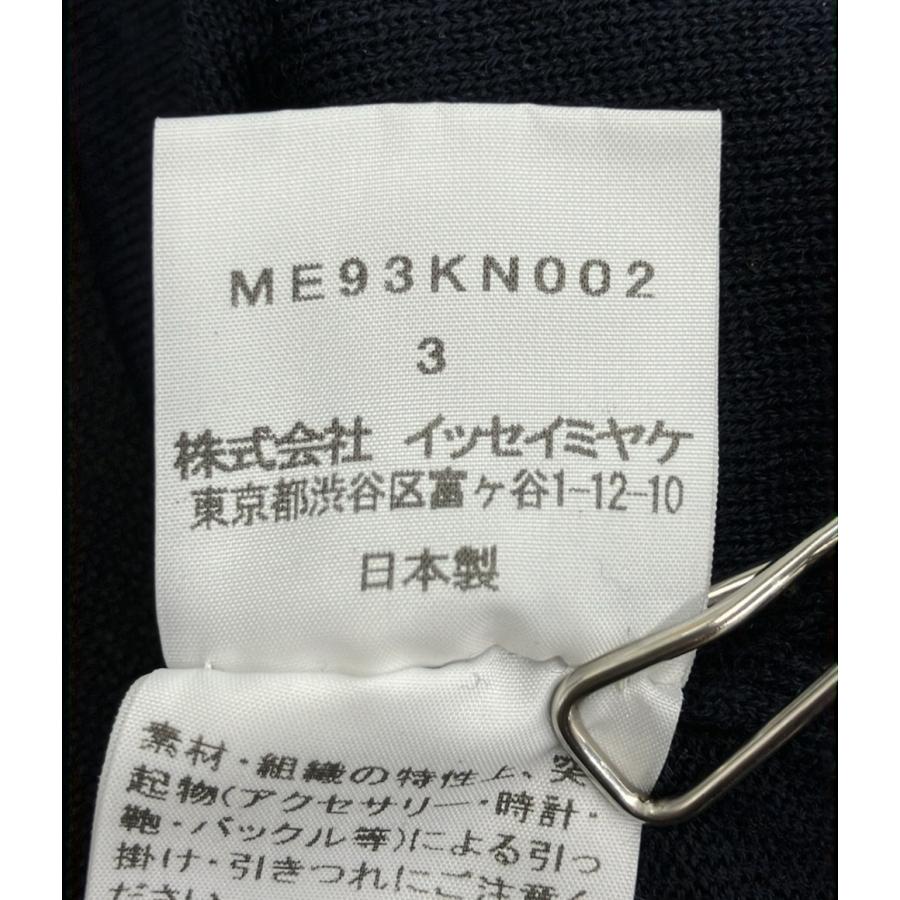 ME93KN002
3
株式会社 イッセイミヤケ
東京都渋谷区富ヶ谷1-12-10
日本製
素材・組織の特性上、突
起物(アクセサリー・時計・
鞄・バックル等)による引っ
掛け・引きつれにご注意く
ださい